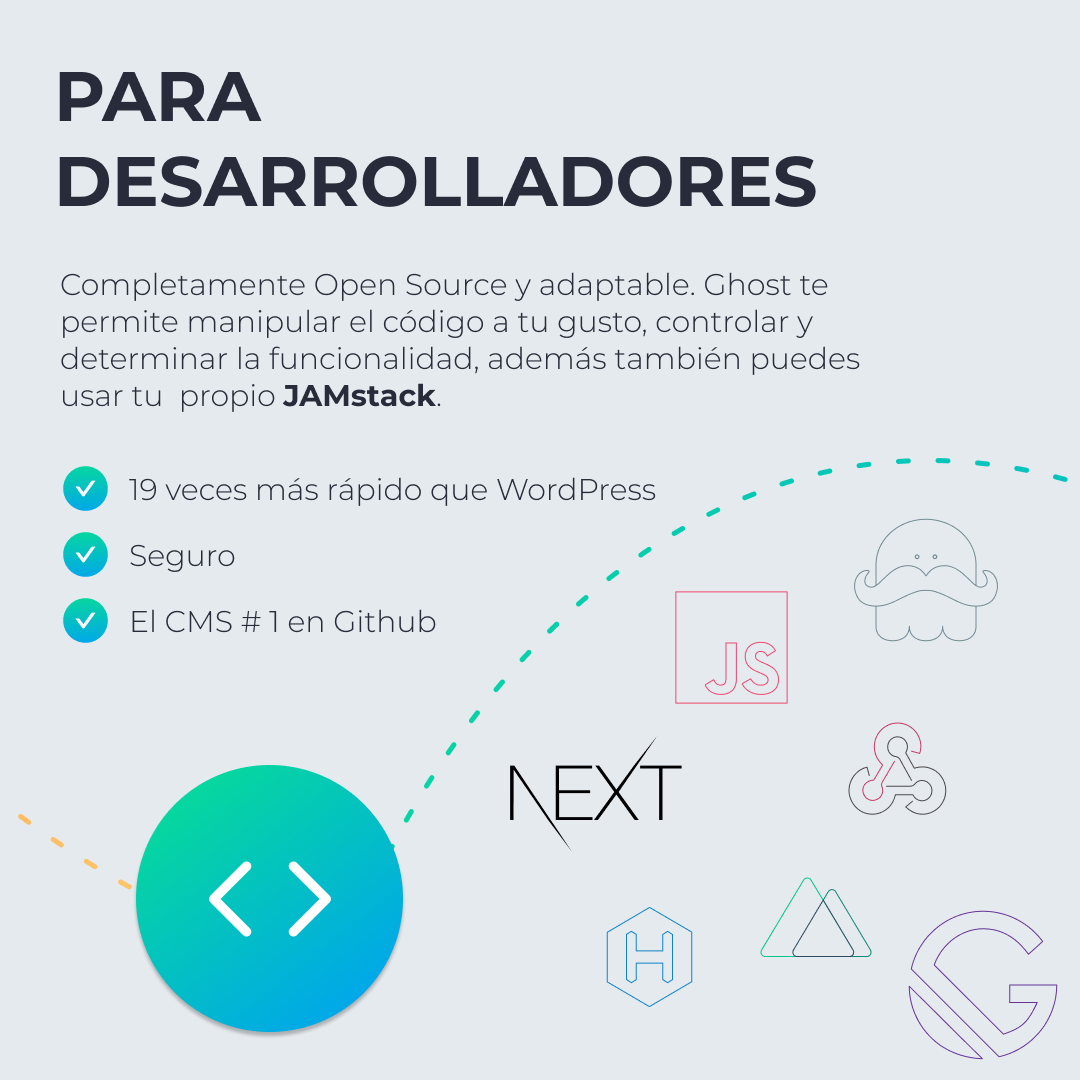 PARA
DESARROLLADORES
Completamente Open Source y adaptable. Ghost te
permite manipular el código a tu gusto, controlar y
determinar la funcionalidad, además también puedes
usar tu  propio JAMstack.
19 veces más rápido que WordPress
Seguro
El CMS # 1 en Github
JS
NEXT
H
G